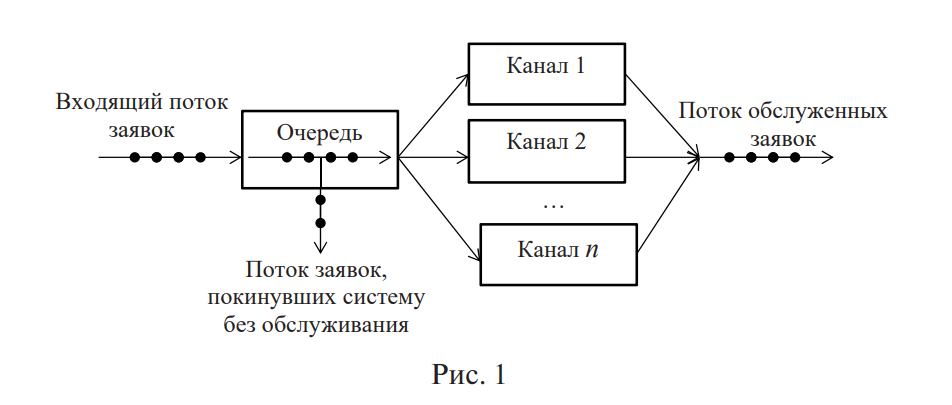 Входящий поток
заявок
Очередь
Канал 1
Канал 2
...
Канал n
Поток обслуженных
заявок
Поток заявок,
покинувших систему
без обслуживания
Рис. 1